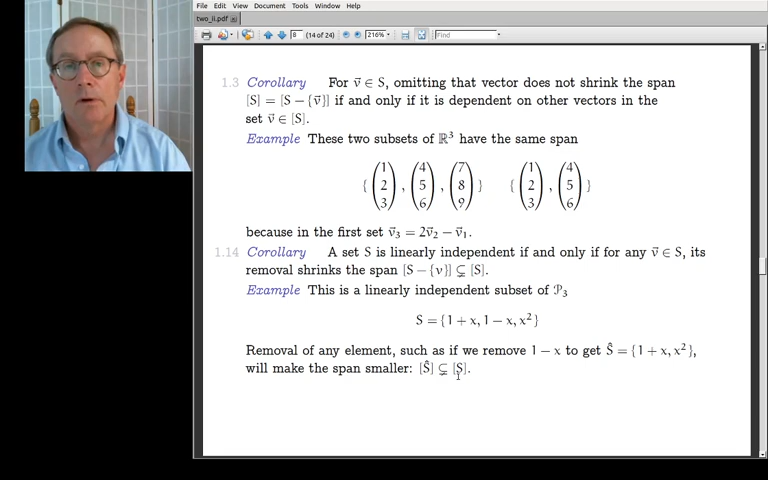 File Edit View Document Tools Window Help
two_ii.pdf
8 (14 of 24) 216% Find
1.3 Corollary For v⃗ ∈ S, omitting that vector does not shrink the span
[S] = [S − {v⃗}] if and only if it is dependent on other vectors in the
set v⃗ ∈ [S].
Example These two subsets of ℝ³ have the same span
{ (1 2 3), (4 5 6), (7 8 9) } { (1 2 3), (4 5 6) }
because in the first set v⃗₃ = 2v⃗₂ − v⃗₁.
1.14 Corollary A set S is linearly independent if and only if for any v⃗ ∈ S, its
removal shrinks the span [S − {v}] ⊊ [S].
Example This is a linearly independent subset of 𝒫₃
S = {1 + x, 1 − x, x²}
Removal of any element, such as if we remove 1 − x to get Ŝ = {1 + x, x²},
will make the span smaller: [Ŝ] ⊊ [S].